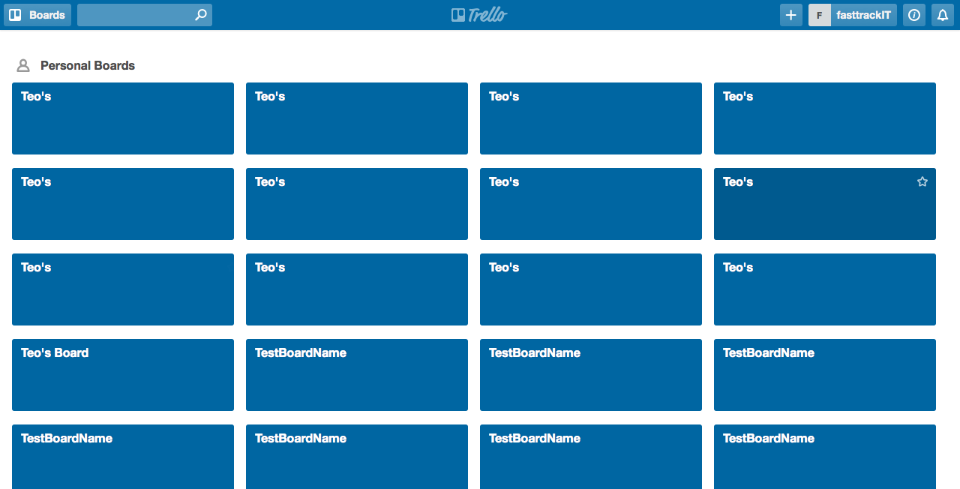 Boards Trello + F fasttrackIT
Personal Boards
Teo's Teo's Teo's Teo's
Teo's Teo's Teo's Teo's
Teo's Teo's Teo's Teo's
Teo's Board TestBoardName TestBoardName TestBoardName
TestBoardName TestBoardName TestBoardName TestBoardName